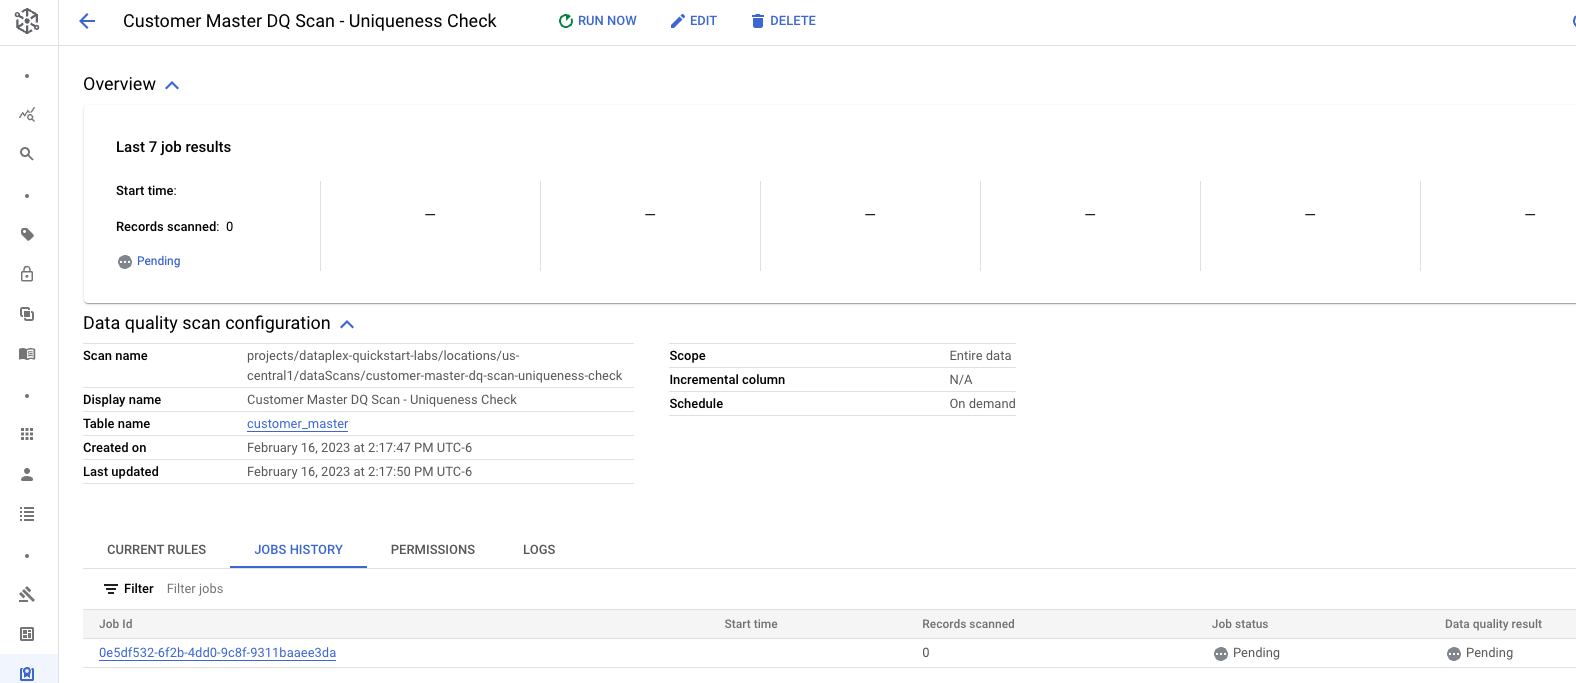 Customer Master DQ Scan - Uniqueness Check RUN NOW EDIT DELETE
Overview
Last 7 job results
Start time:
– – – – – –
Records scanned: 0
Pending
Data quality scan configuration
Scan name projects/dataplex-quickstart-labs/locations/us-
central1/dataScans/customer-master-dq-scan-uniqueness-check
Display name Customer Master DQ Scan - Uniqueness Check
Table name customer_master
Created on February 16, 2023 at 2:17:47 PM UTC-6
Last updated February 16, 2023 at 2:17:50 PM UTC-6
Scope Entire data
Incremental column N/A
Schedule On demand
CURRENT RULES JOBS HISTORY PERMISSIONS LOGS
Filter Filter jobs
Job Id Start time Records scanned Job status Data quality result
0e5df532-6f2b-4dd0-9c8f-9311baaee3da 0 Pending Pending